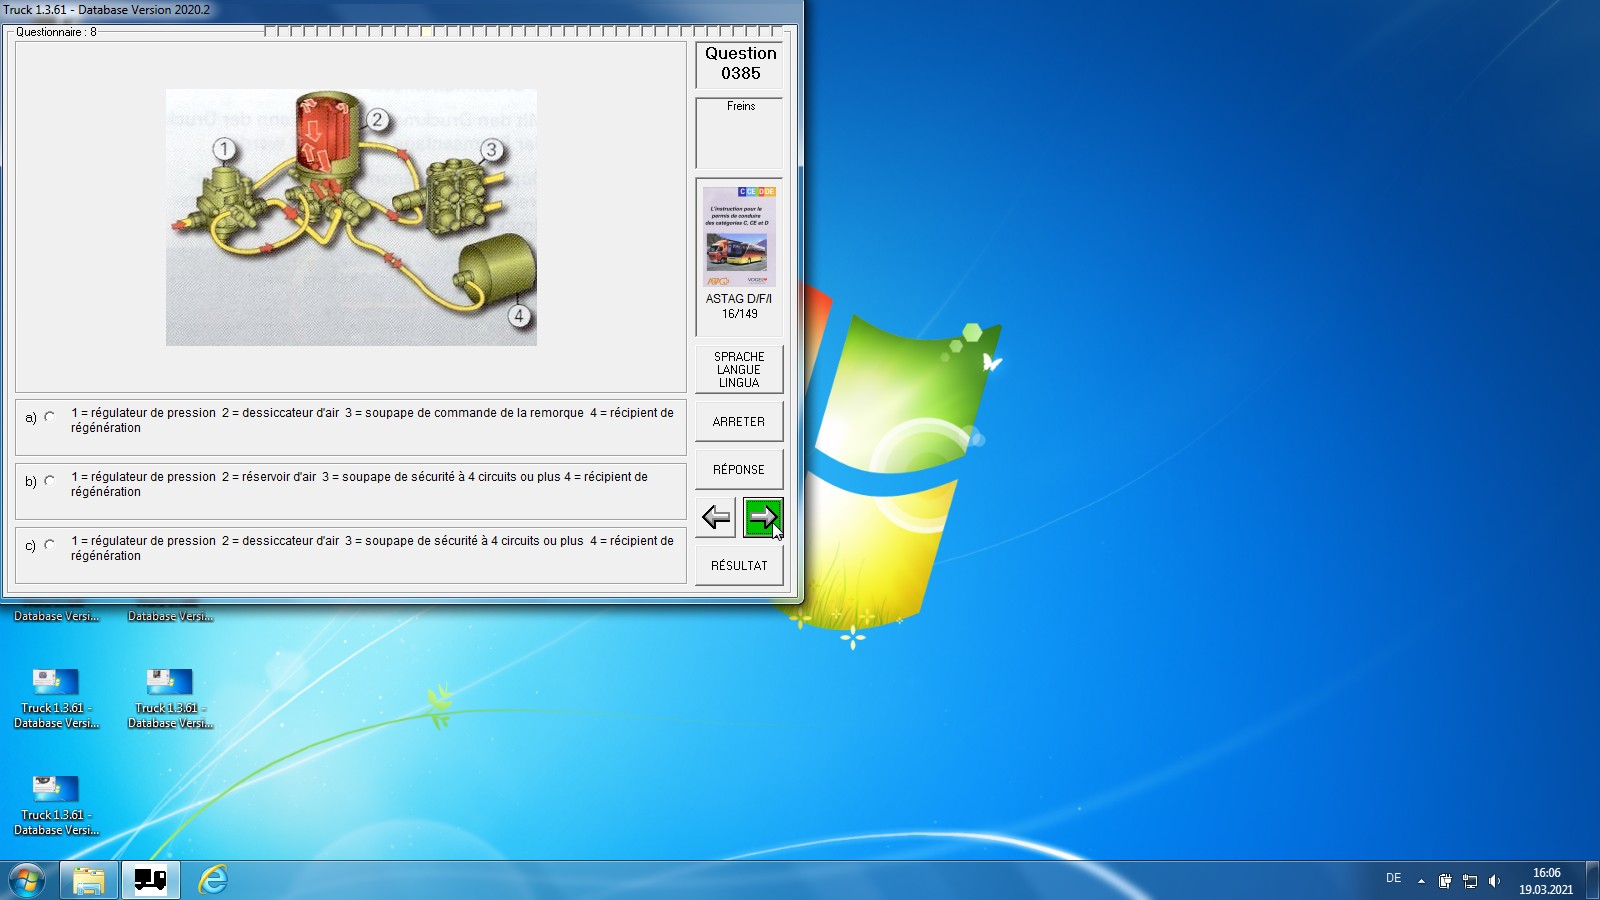 Truck 1.3.61 - Database Version 2020.2
Questionnaire : 8
1
2
3
4
Question
0385
Freins
C CE D DE
L'instruction pour le
permis de conduire
des catégories C, CE et D
ASTAG D/F/I
16/149
SPRACHE
LANGUE
LINGUA
ARRETER
RÉPONSE
RÉSULTAT
a) 1 = régulateur de pression 2 = dessiccateur d'air 3 = soupape de commande de la remorque 4 = récipient de
régénération
b) 1 = régulateur de pression 2 = réservoir d'air 3 = soupape de sécurité à 4 circuits ou plus 4 = récipient de
régénération
c) 1 = régulateur de pression 2 = dessiccateur d'air 3 = soupape de sécurité à 4 circuits ou plus 4 = récipient de
régénération
Database Versi...
Database Versi...
Truck 1.3.61 -
Database Versi...
Truck 1.3.61 -
Database Versi...
Truck 1.3.61 -
Database Versi...
DE
16:06
19.03.2021